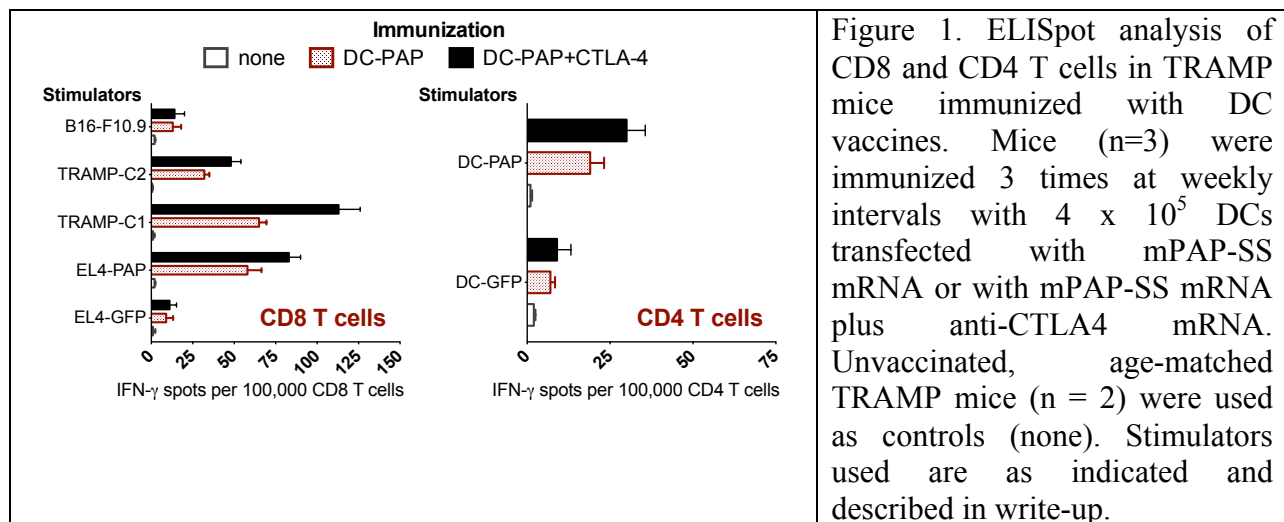 Immunization
none DC-PAP DC-PAP+CTLA-4
Stimulators
B16-F10.9
TRAMP-C2
TRAMP-C1
EL4-PAP
EL4-GFP
CD8 T cells
0 25 50 75 100 125 150
IFN-γ spots per 100,000 CD8 T cells
Stimulators
DC-PAP
DC-GFP
CD4 T cells
0 25 50 75
IFN-γ spots per 100,000 CD4 T cells
Figure 1. ELISpot analysis of
CD8 and CD4 T cells in TRAMP
mice immunized with DC
vaccines. Mice (n=3) were
immunized 3 times at weekly
intervals with 4 x 10⁵ DCs
transfected with mPAP-SS
mRNA or with mPAP-SS mRNA
plus anti-CTLA4 mRNA.
Unvaccinated, age-matched
TRAMP mice (n = 2) were used
as controls (none). Stimulators
used are as indicated and
described in write-up.